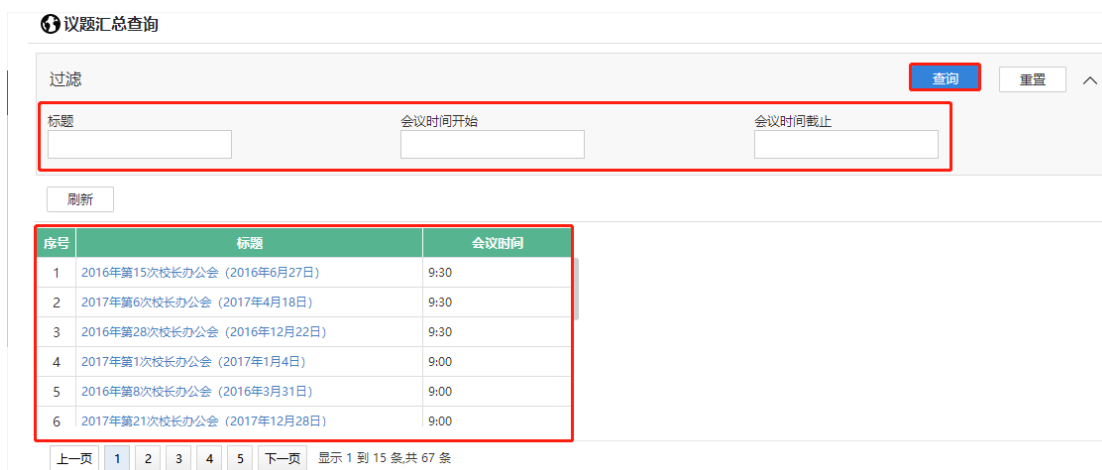 议题汇总查询
过滤 查询 重置
标题 会议时间开始 会议时间截止
刷新
序号 标题 会议时间
1 2016年第15次校长办公会（2016年6月27日） 9:30
2 2017年第6次校长办公会（2017年4月18日） 9:30
3 2016年第28次校长办公会（2016年12月22日） 9:30
4 2017年第1次校长办公会（2017年1月4日） 9:00
5 2016年第8次校长办公会（2016年3月31日） 9:00
6 2017年第21次校长办公会（2017年12月28日） 9:00
上一页 1 2 3 4 5 下一页 显示 1 到 15 条,共 67 条